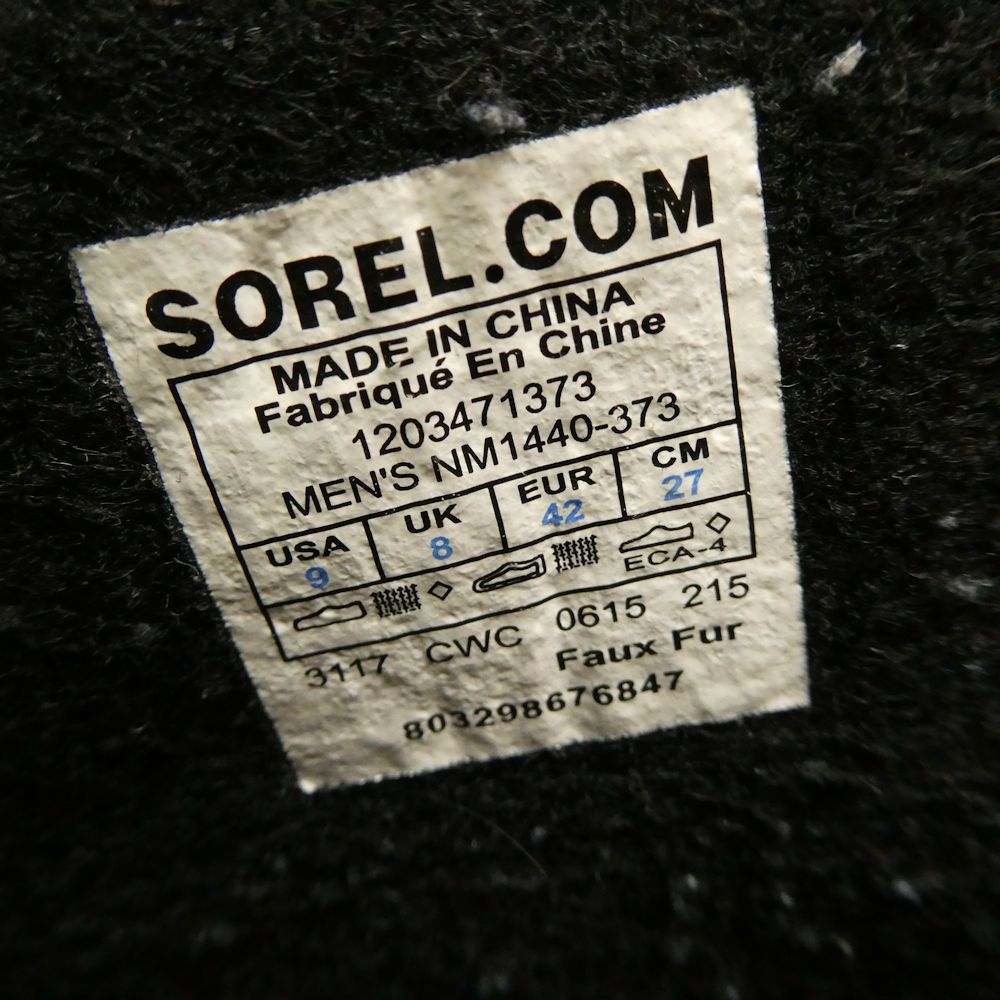 SOREL.COM
MADE IN CHINA
Fabriqué En Chine
1203471373
MEN'S NM1440-373
USA UK EUR CM
9 8 42 27
ECA-4
3117 CWC 0615 215
Faux Fur
803298676847